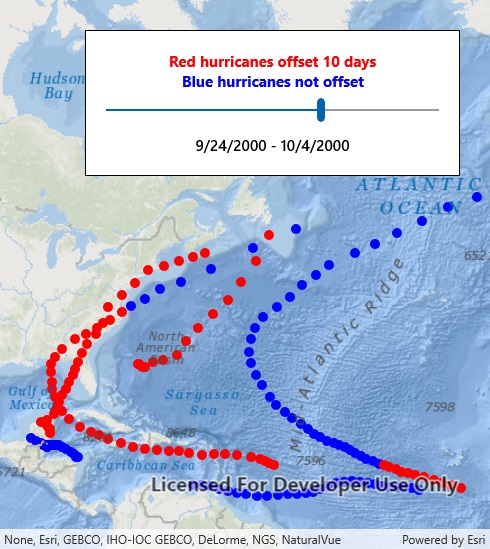 Red hurricanes offset 10 days
Blue hurricanes not offset
9/24/2000 - 10/4/2000
Hudson
Bay
ATLANTIC
OCEAN
Mid-Atlantic Ridge
North
American
Basin
Gulf of
Mexico
Sargasso
Sea
7598
8648
7596
Caribbean Sea
6721
Licensed For Developer Use Only
None, Esri, GEBCO, IHO-IOC GEBCO, DeLorme, NGS, NaturalVue
Powered by Esri